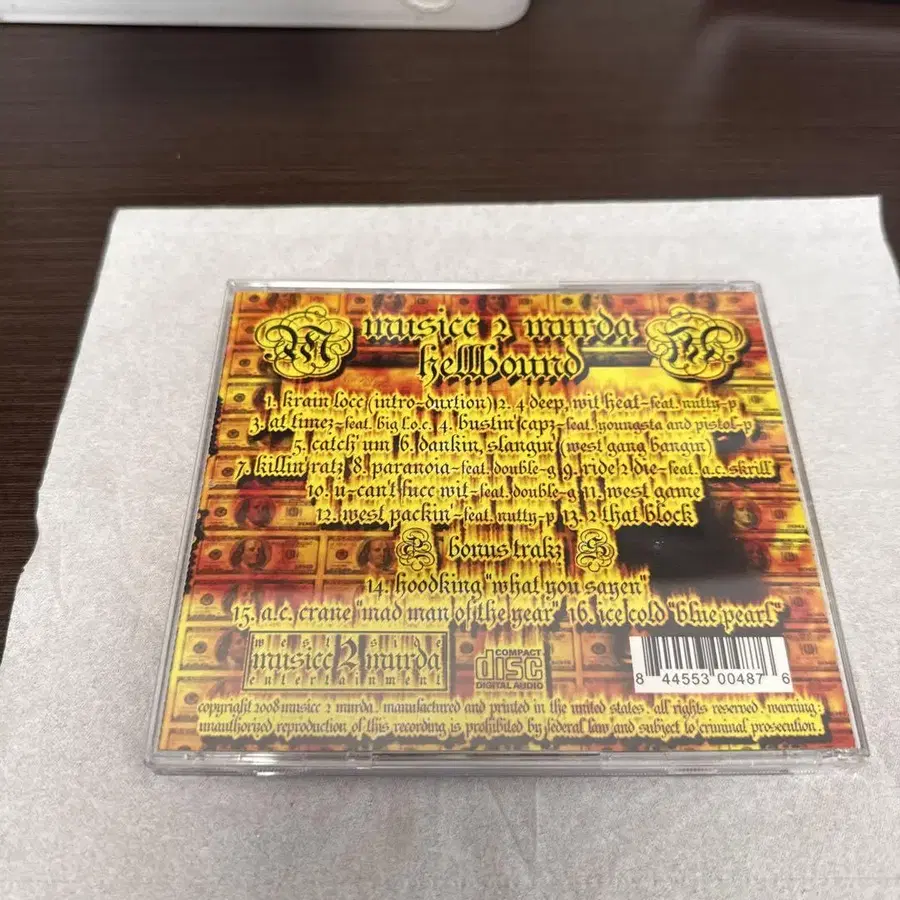 M musicc 2 murda M
hellbound
1. krain locc (intro-duxtion) 2. 4 deep, wit heat-feat. nutty-p
3. at timez-feat. big l.o.c. 4. bustin' capz-feat. youngsta and pistol-p
5. catch' um 6. dankin, slangin' (west gang bangin'
7. killin' ratz 8. paranoia-feat. double-g 9. ride 2 die-feat. a.c. skrill
10. u-can't fucc wit-feat. double-g 11. west game
12. west packin'-feat. nutty-p 13. 2 that block
bonus trakz
14. hoodking "what you sayen"
15. a.c. crane "mad man of the year" 16. ice cold "blue pearl"
west side
musicc 2 murda
COMPACT
disc
DIGITAL AUDIO
8 44553 00487 6
copyright 2008 musicc 2 murda. manufactured and printed in the united states. all rights reserved. warning:
unauthorized reproduction of this recording is prohibited by federal law and subject to criminal prosecution.